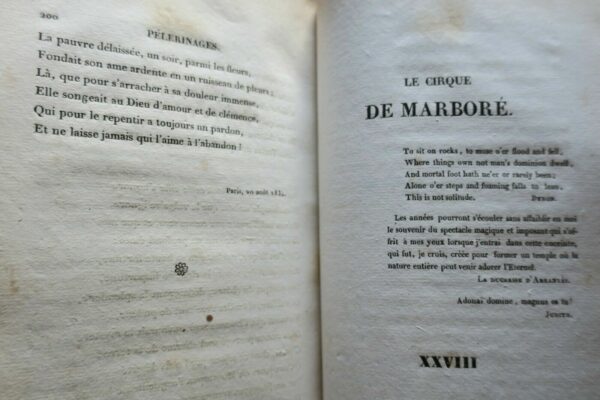 200
PÉLERINAGES.
La pauvre délaissée, un soir, parmi les fleurs,
Fondait son ame ardente en un ruisseau de pleurs ;
Là, que pour s'arracher à sa douleur immense,
Elle songeait au Dieu d'amour et de clémence,
Qui pour le repentir a toujours un pardon,
Et ne laisse jamais qui l'aime à l'abandon !
Paris, 20 août 183
LE CIRQUE
DE MARBORÉ.
To sit on rocks, to muse o'er flood and fell,
Where things own not man's dominion dwell,
And mortal foot hath ne'er or rarely been;
Alone o'er steps and foaming falls to lean,
This is not solitude.
BYRON.
Les années pourront s'écouler sans affaiblir en moi
le souvenir du spectacle magique et imposant qui s'of-
frit à mes yeux lorsque j'entrai dans cette enceinte,
qui fut, je crois, créée pour former un temple où la
nature entière peut venir adorer l'Eternel.
LA DUCHESSE D'ABRANTÈS.
Adonaï domine, magnus es tu!
JUDITH.
XXVIII